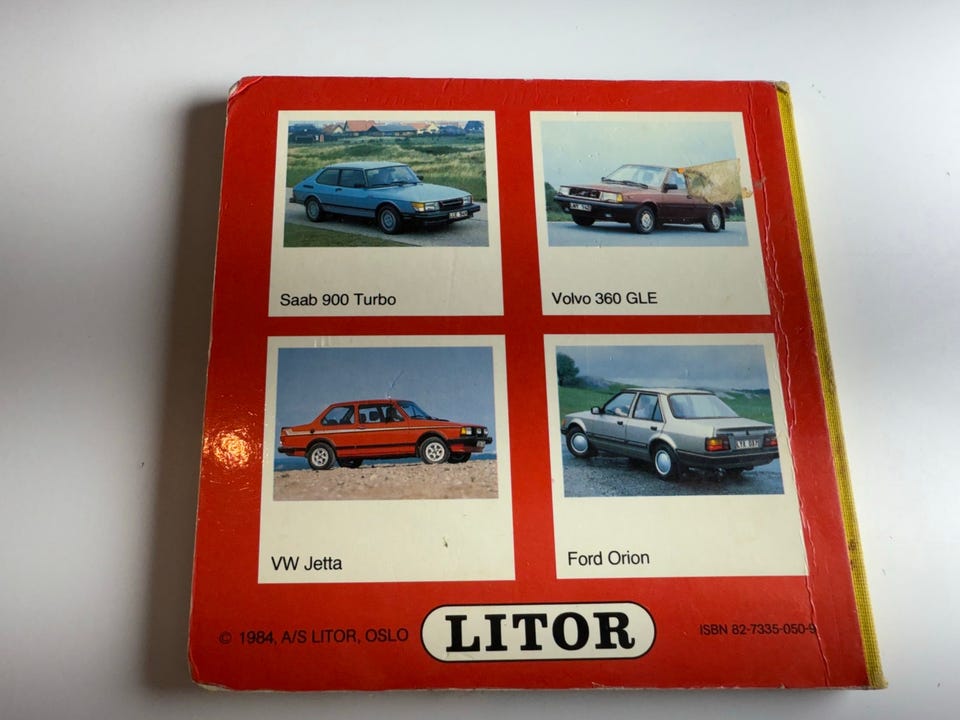 Saab 900 Turbo
Volvo 360 GLE
VW Jetta
Ford Orion
© 1984, A/S LITOR, OSLO
LITOR
ISBN 82-7335-050-9